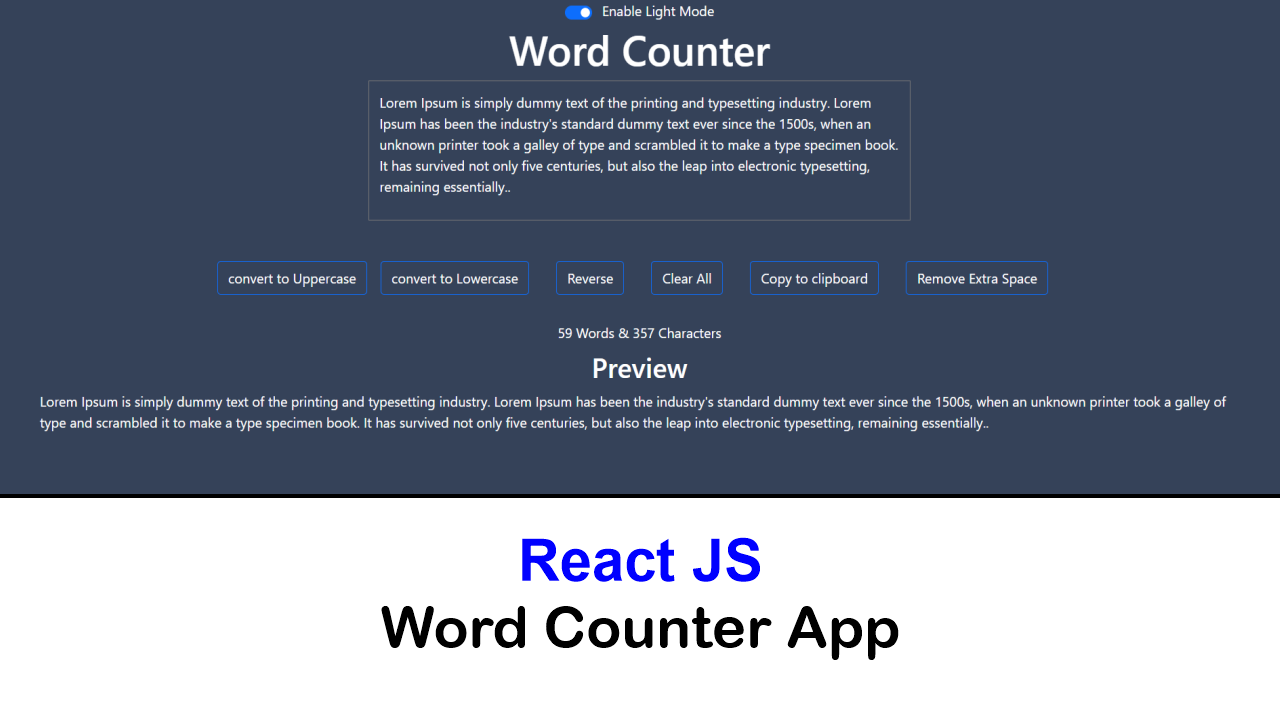 Enable Light Mode
Word Counter
Lorem Ipsum is simply dummy text of the printing and typesetting industry. Lorem
Ipsum has been the industry's standard dummy text ever since the 1500s, when an
unknown printer took a galley of type and scrambled it to make a type specimen book.
It has survived not only five centuries, but also the leap into electronic typesetting,
remaining essentially..
convert to Uppercase
convert to Lowercase
Reverse
Clear All
Copy to clipboard
Remove Extra Space
59 Words & 357 Characters
Preview
Lorem Ipsum is simply dummy text of the printing and typesetting industry. Lorem Ipsum has been the industry's standard dummy text ever since the 1500s, when an unknown printer took a galley of
type and scrambled it to make a type specimen book. It has survived not only five centuries, but also the leap into electronic typesetting, remaining essentially..
React JS
Word Counter App